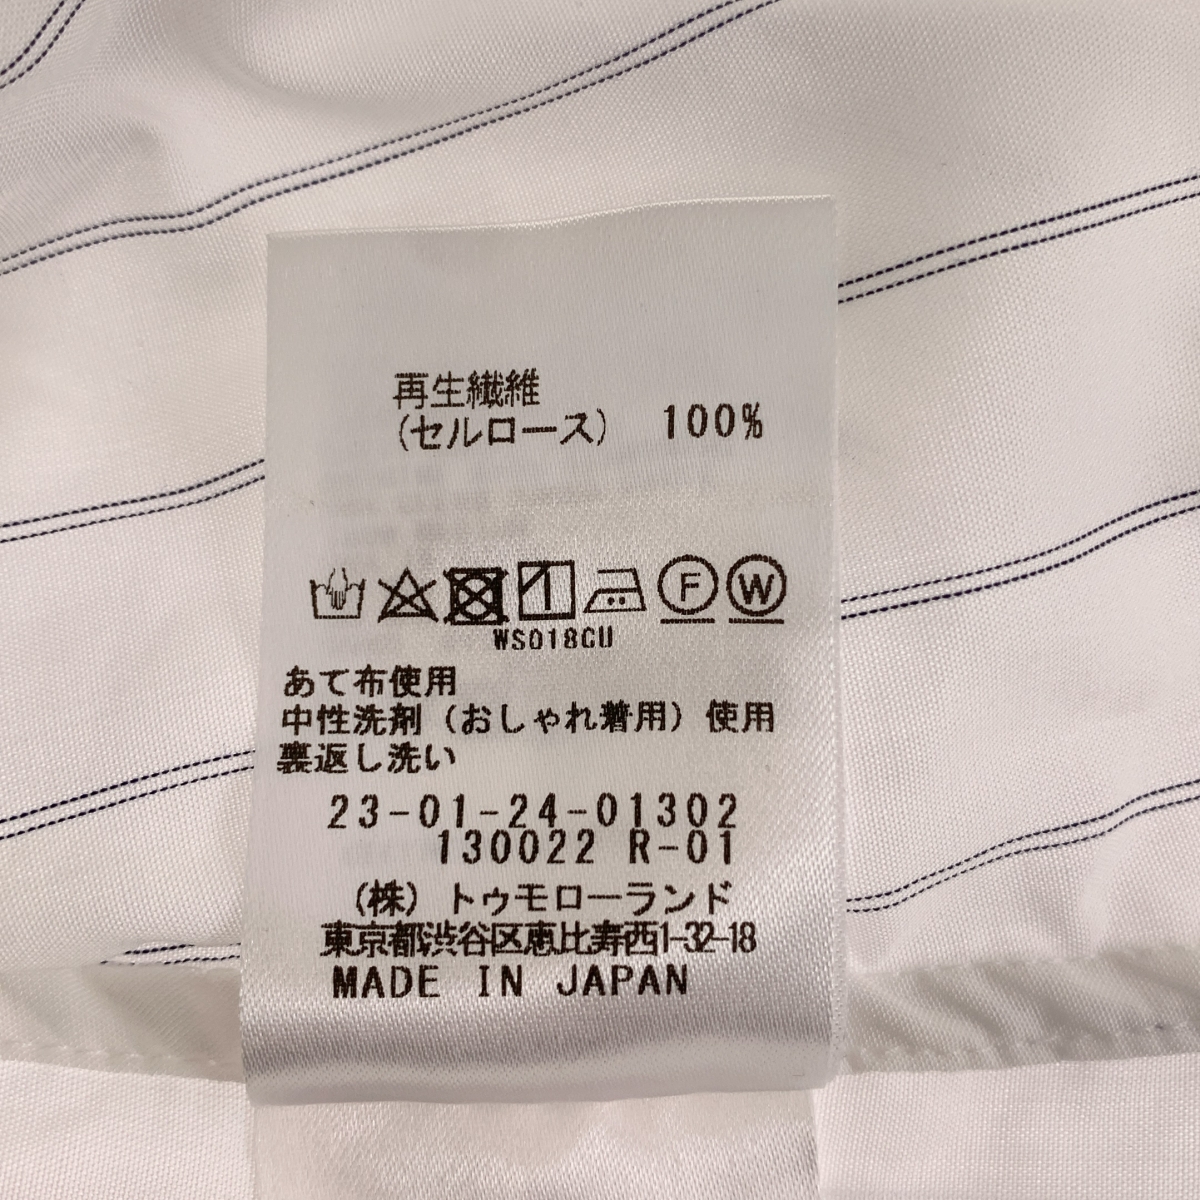 再生繊維
(セルロース) 100%
F W
WS018CU
あて布使用
中性洗剤(おしゃれ着用)使用
裏返し洗い
23-01-24-01302
130022 R-01
(株)トゥモローランド
東京都渋谷区恵比寿西1-32-18
MADE IN JAPAN